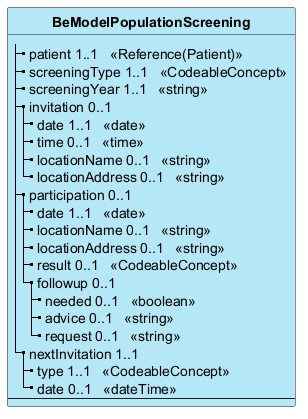 BeModelPopulationScreening
patient 1..1 «Reference(Patient)»
screeningType 1..1 «CodeableConcept»
screeningYear 1..1 «string»
invitation 0..1
date 1..1 «date»
time 0..1 «time»
locationName 0..1 «string»
locationAddress 0..1 «string»
participation 0..1
date 1..1 «date»
locationName 0..1 «string»
locationAddress 0..1 «string»
result 0..1 «CodeableConcept»
followup 0..1
needed 0..1 «boolean»
advice 0..1 «string»
request 0..1 «string»
nextInvitation 1..1
type 1..1 «CodeableConcept»
date 0..1 «dateTime»